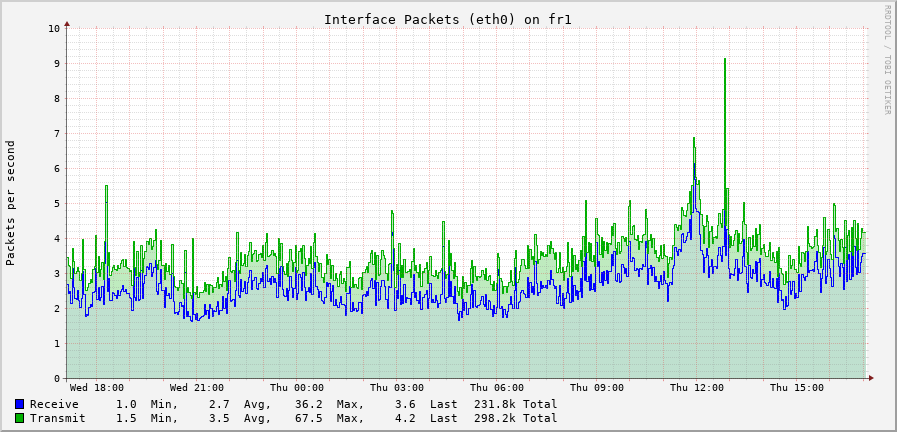 Interface Packets (eth0) on fr1
RRDTOOL / TOBI OETIKER
Packets per second
10
9
8
7
6
5
4
3
2
1
0
Wed 18:00 Wed 21:00 Thu 00:00 Thu 03:00 Thu 06:00 Thu 09:00 Thu 12:00 Thu 15:00
Receive 1.0 Min, 2.7 Avg, 36.2 Max, 3.6 Last 231.8k Total
Transmit 1.5 Min, 3.5 Avg, 67.5 Max, 4.2 Last 298.2k Total